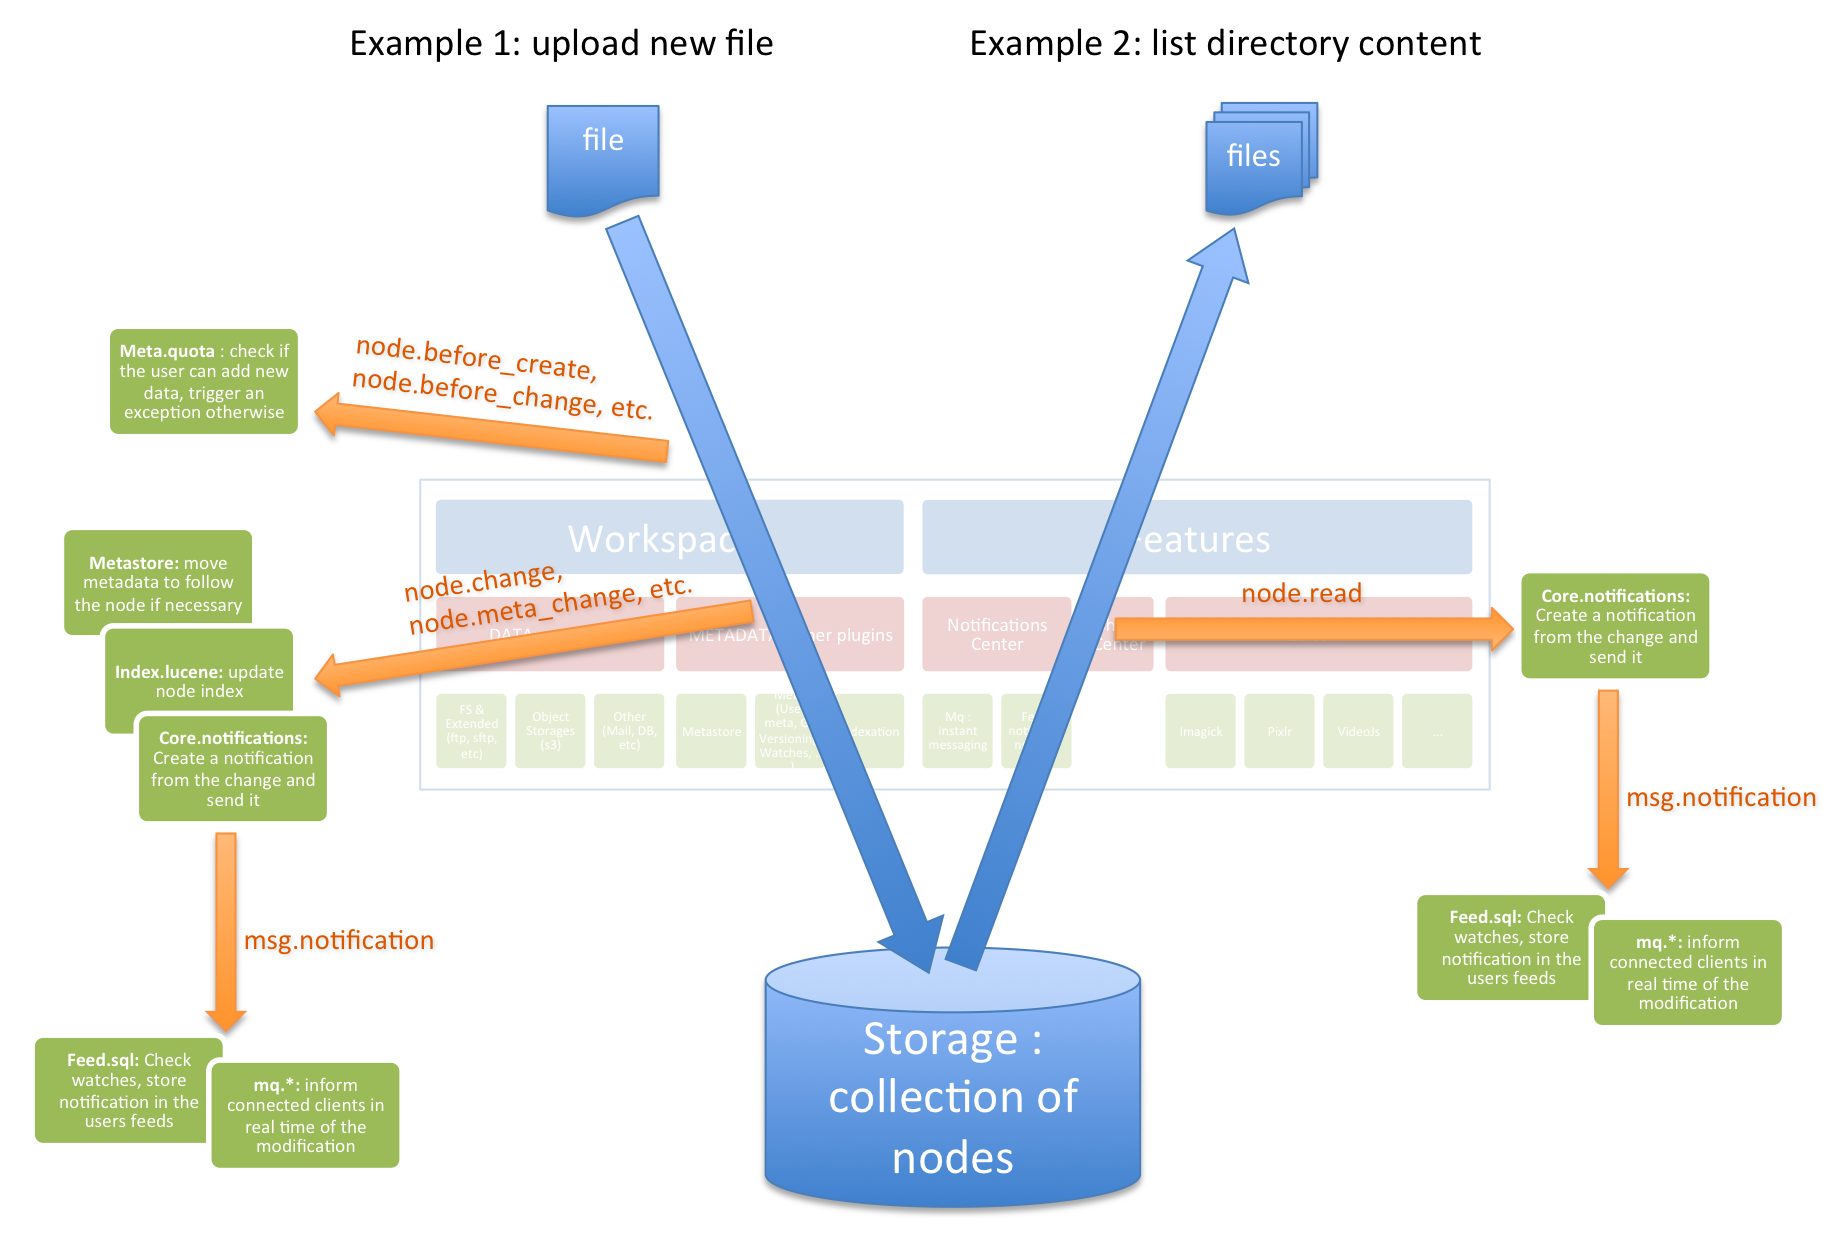 Example 1: upload new file
Example 2: list directory content
file
files
Meta.quota : check if
the user can add new
data, trigger an
exception otherwise
node.before_create,
node.before_change, etc.
Workspac
Features
Metastore: move
metadata to follow
the node if necessary
node.change,
node.meta_change, etc.
node.read
Core.notifications:
Create a notification
from the change and
send it
DATA
METADATA
her plugins
Notifications
Center
Center
Index.lucene: update
node index
Core.notifications:
Create a notification
from the change and
send it
FS &
Extended
(ftp, sftp,
etc)
Object
Storages
(s3)
Other
(Mail, DB,
etc)
Metastore
meta,
Versionin
Watches,
dexation
Mq :
instant
messaging
Imagick
Pixlr
VideoJs
...
msg.notification
msg.notification
Feed.sql: Check
watches, store
notification in the
users feeds
mq.*: inform
connected clients in
real time of the
modification
Feed.sql: Check
watches, store
notification in the
users feeds
mq.*: inform
connected clients in
real time of the
modification
Storage :
collection of
nodes